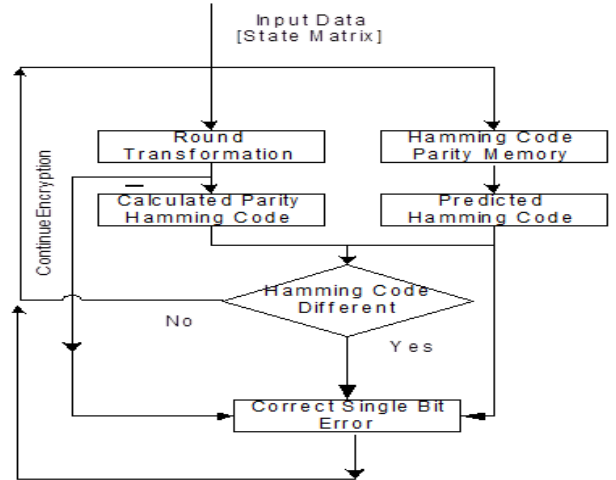 Input Data
[State Matrix]
Round
Transformation
Hamming Code
Parity Memory
Continue Encryption
Calculated Parity
Hamming Code
Predicted
Hamming Code
Hamming Code
Different
No
Yes
Correct Single Bit
Error